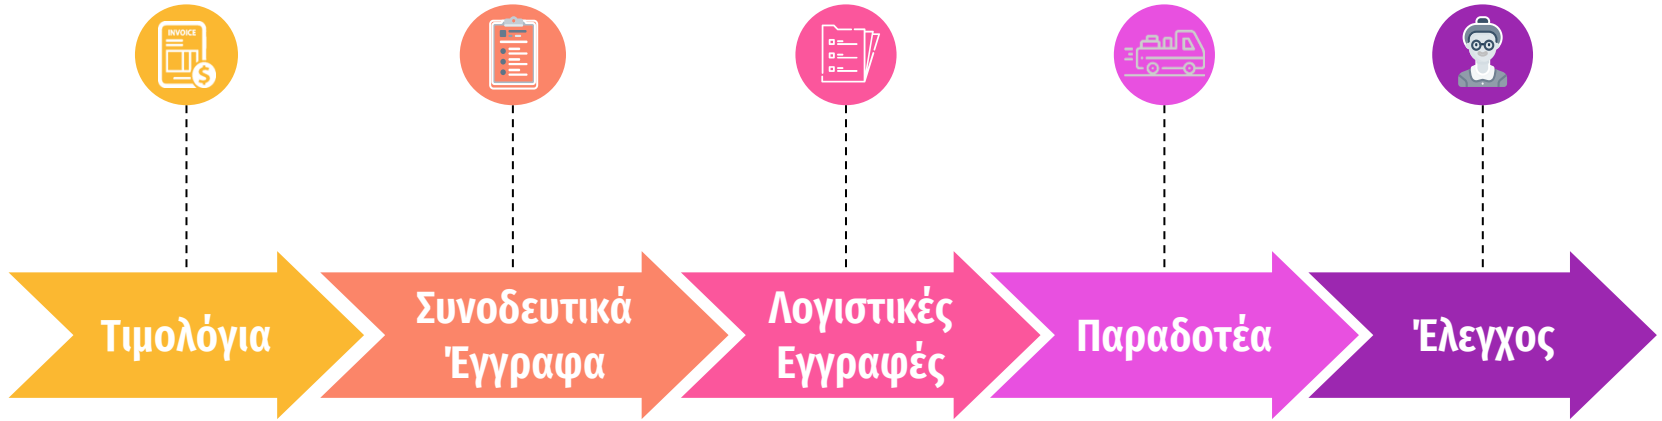 INVOICE
$
Τιμολόγια
Συνοδευτικά
Έγγραφα
Λογιστικές
Εγγραφές
Παραδοτέα
Έλεγχος